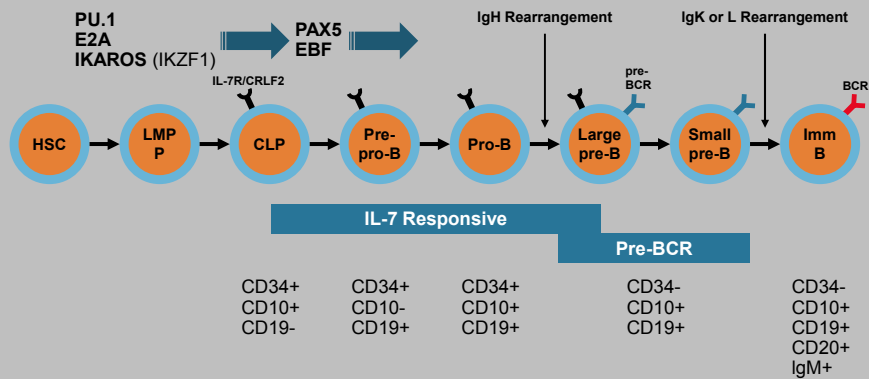 PU.1
E2A
IKAROS (IKZF1)
PAX5
EBF
IgH Rearrangement
IgK or L Rearrangement
IL-7R/CRLF2
pre-
BCR
BCR
HSC
LMP
P
CLP
Pre-
pro-B
Pro-B
Large
pre-B
Small
pre-B
Imm
B
IL-7 Responsive
Pre-BCR
CD34+
CD10+
CD19-
CD34+
CD10-
CD19+
CD34+
CD10+
CD19+
CD34-
CD10+
CD19+
CD34-
CD10+
CD19+
CD20+
IgM+